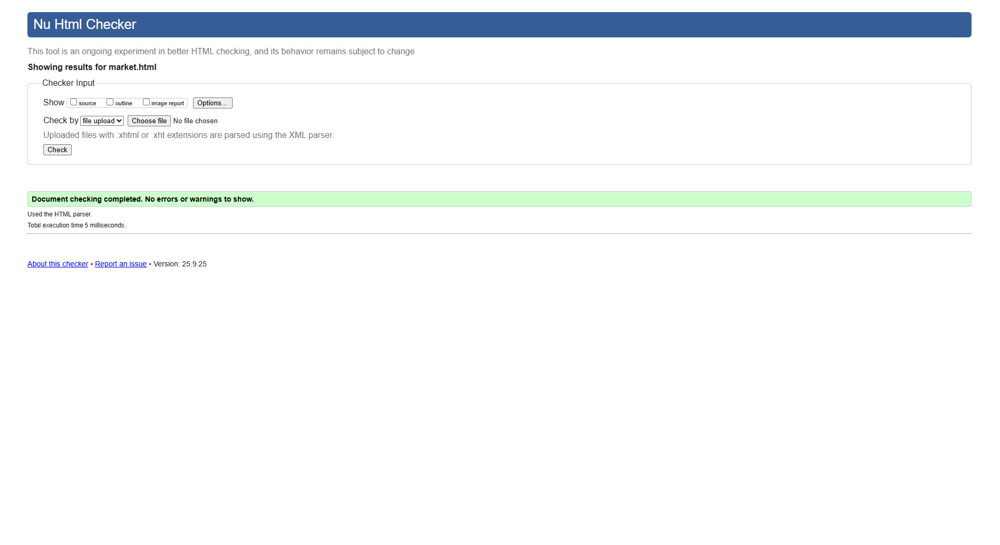 Nu Html Checker
This tool is an ongoing experiment in better HTML checking, and its behavior remains subject to change
Showing results for market.html
Checker Input
Show source outline image report Options...
Check by file upload Choose file No file chosen
Uploaded files with .xhtml or .xht extensions are parsed using the XML parser.
Check
Document checking completed. No errors or warnings to show.
Used the HTML parser.
Total execution time 5 milliseconds.
About this checker • Report an issue • Version: 25.9.25